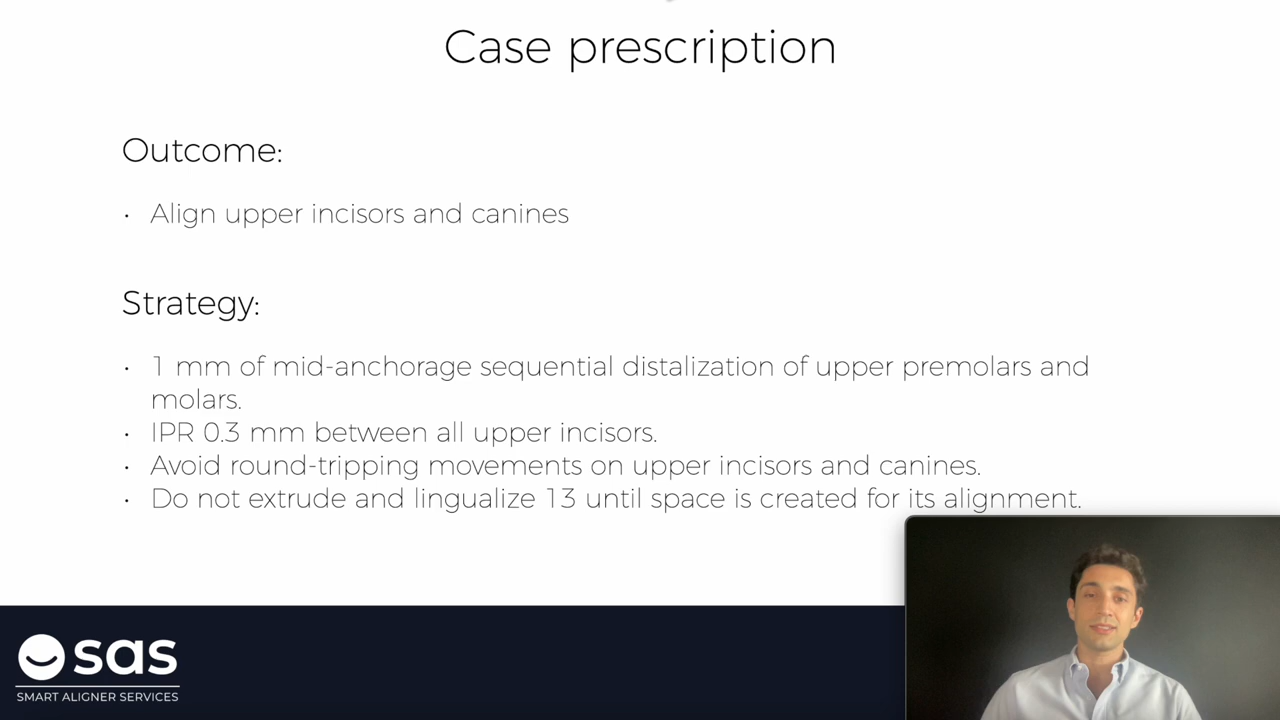 Case prescription
Outcome:
· Align upper incisors and canines
Strategy:
· 1 mm of mid-anchorage sequential distalization of upper premolars and
molars.
· IPR 0.3 mm between all upper incisors.
· Avoid round-tripping movements on upper incisors and canines.
· Do not extrude and lingualize 13 until space is created for its alignment.
sas
SMART ALIGNER SERVICES